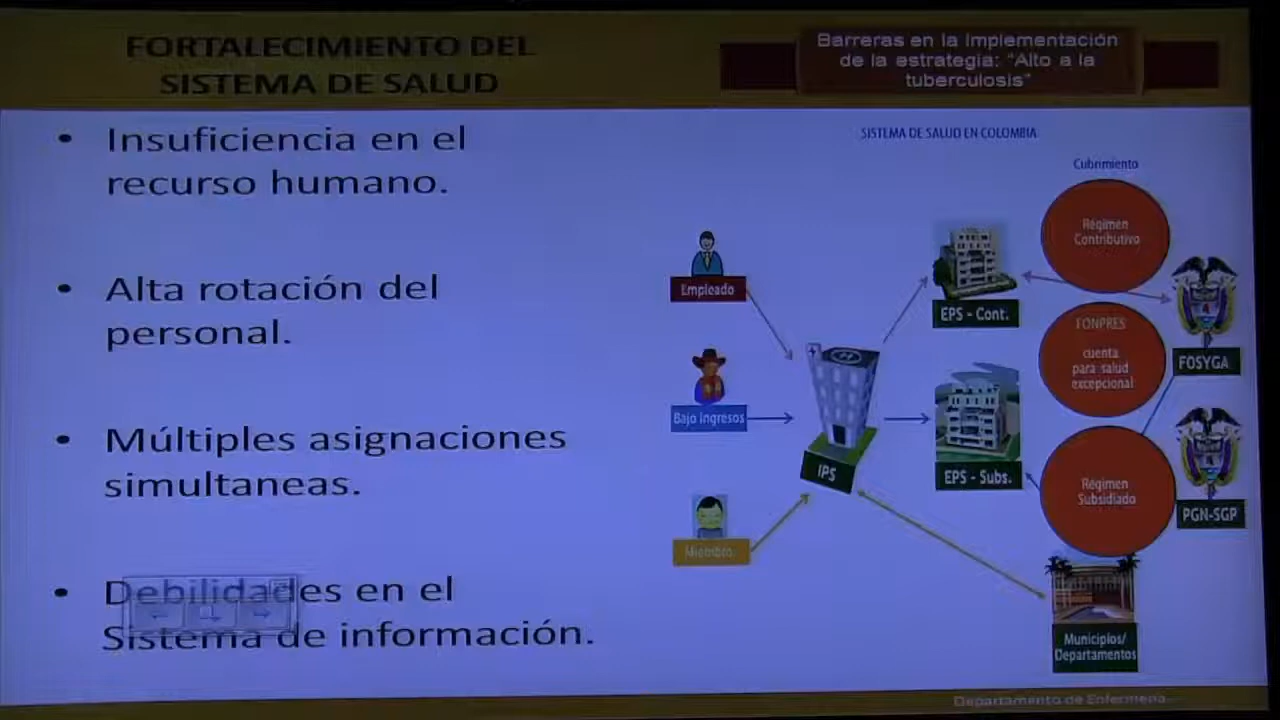 FORTALECIMIENTO DEL
SISTEMA DE SALUD
Barreras en la Implementación
de la estrategia: "Alto a la
tuberculosis"
• Insuficiencia en el
recurso humano.
• Alta rotación del
personal.
• Múltiples asignaciones
simultaneas.
• Debilidades en el
Sistema de información.
SISTEMA DE SALUD EN COLOMBIA
Cubrimiento
Régimen
Contributivo
Empleado
EPS - Cont.
FONPRES
cuenta
para salud
excepcional
FOSYGA
Bajo Ingresos
IPS
EPS - Subs.
Régimen
Subsidiado
PGN-SGP
Miembro
Municipios/
Departamentos
Departamento de Enfermería